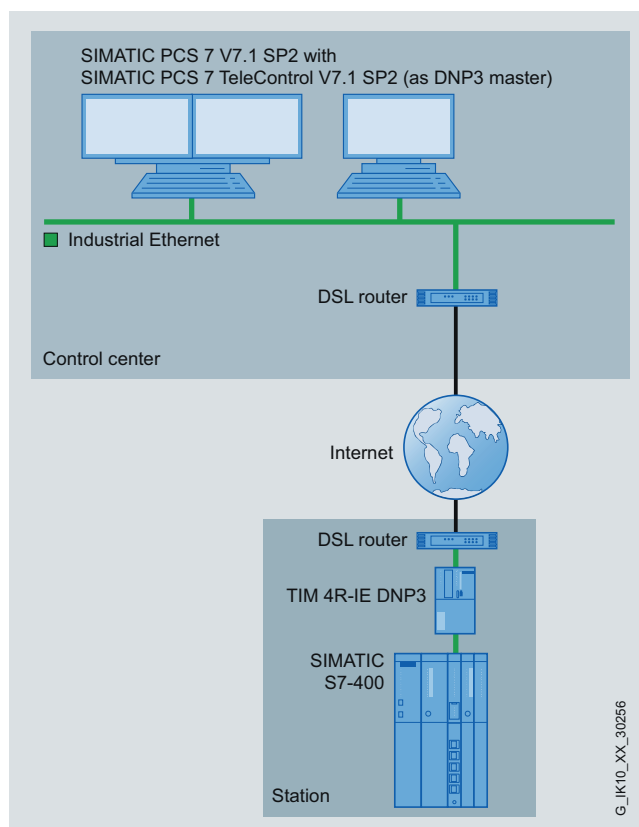 SIMATIC PCS 7 V7.1 SP2 with
SIMATIC PCS 7 TeleControl V7.1 SP2 (as DNP3 master)
Industrial Ethernet
DSL router
Control center
Internet
DSL router
TIM 4R-IE DNP3
SIMATIC
S7-400
Station
G_IK10_XX_30256